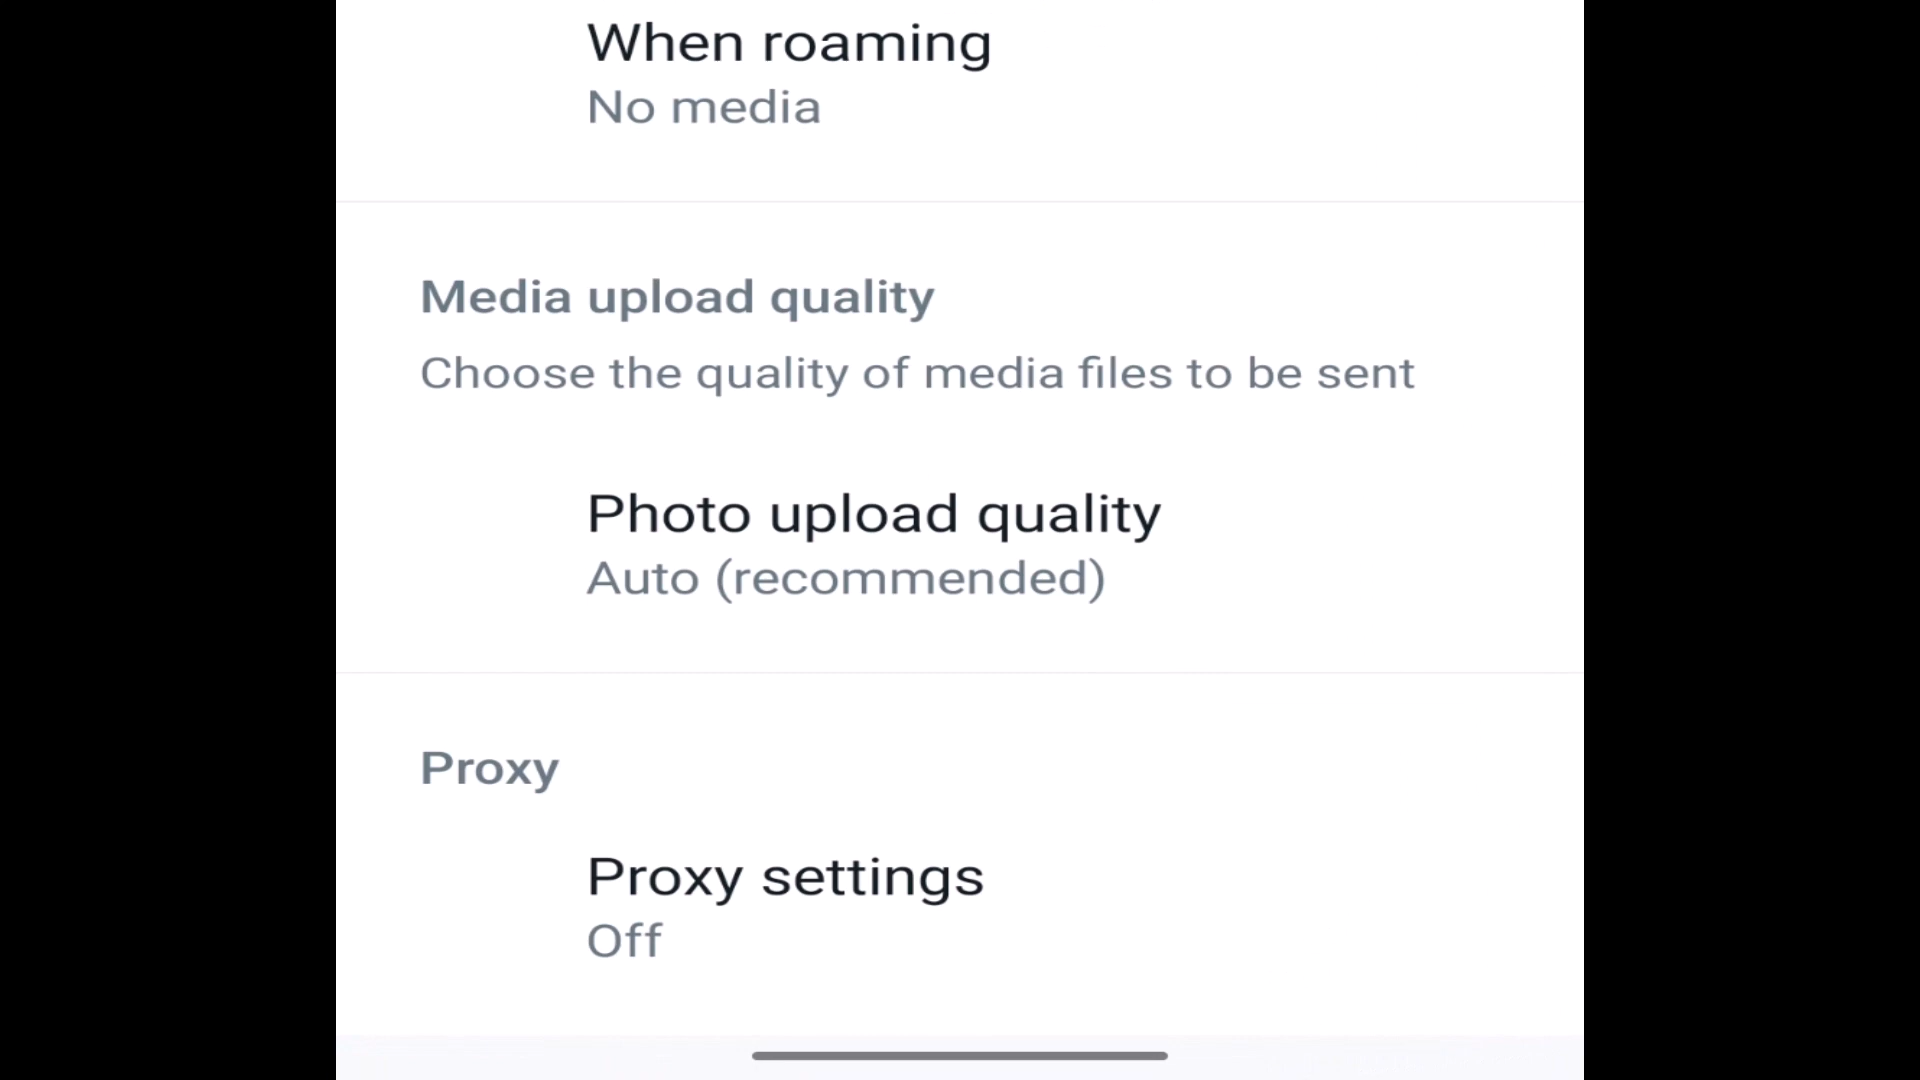 When roaming
No media
Media upload quality
Choose the quality of media files to be sent
Photo upload quality
Auto (recommended)
Proxy
Proxy settings
Off